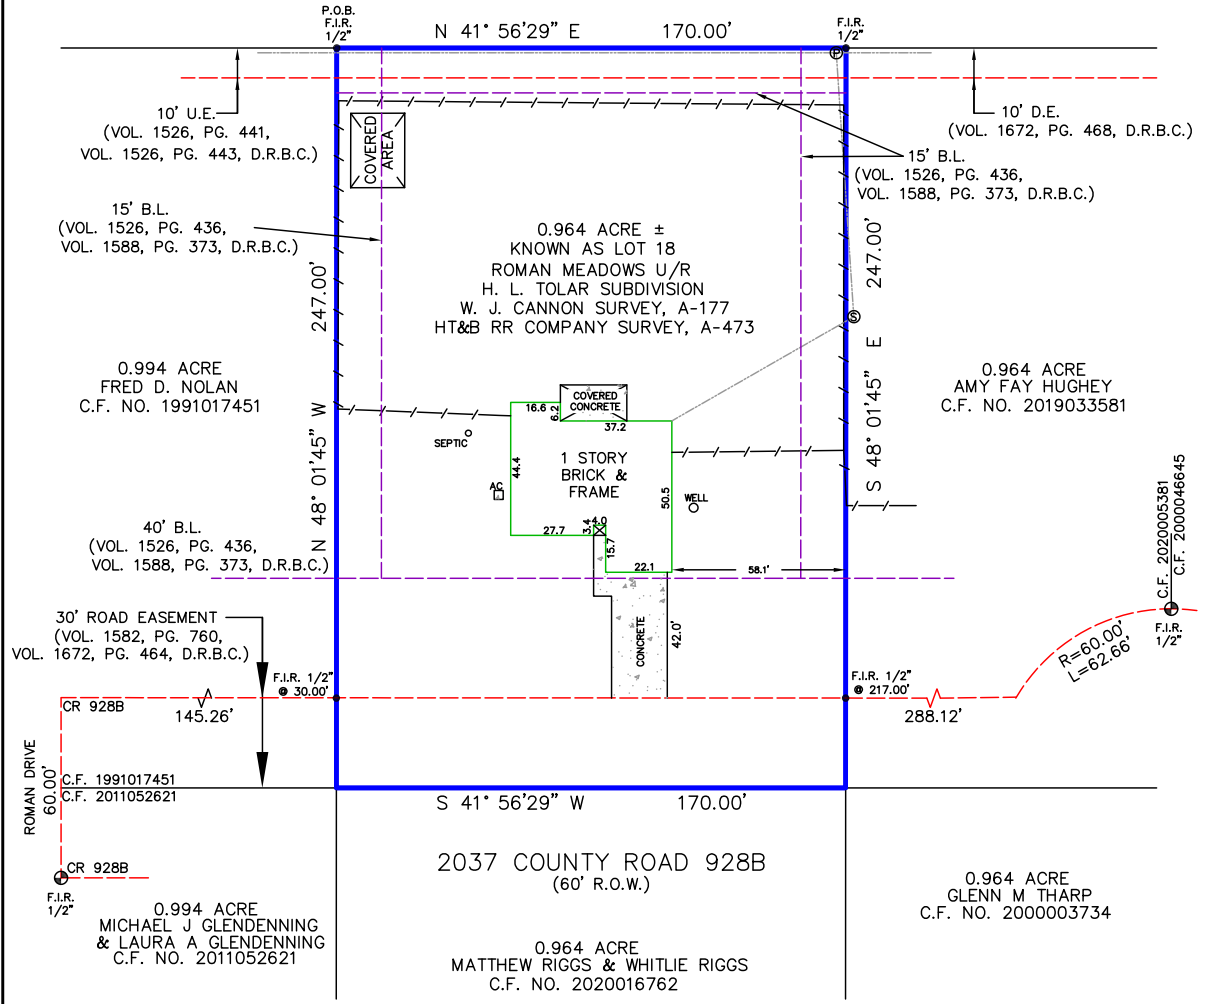 P.O.B.
F.I.R.
1/2"
N 41° 56'29" E 170.00'
F.I.R.
1/2"
P
10' U.E.
(VOL. 1526, PG. 441,
VOL. 1526, PG. 443, D.R.B.C.)
COVERED
AREA
10' D.E.
(VOL. 1672, PG. 468, D.R.B.C.)
15' B.L.
(VOL. 1526, PG. 436,
VOL. 1588, PG. 373, D.R.B.C.)
15' B.L.
(VOL. 1526, PG. 436,
VOL. 1588, PG. 373, D.R.B.C.)
0.964 ACRE ±
KNOWN AS LOT 18
ROMAN MEADOWS U/R
H. L. TOLAR SUBDIVISION
W. J. CANNON SURVEY, A-177
HT&B RR COMPANY SURVEY, A-473
N 48° 01'45" W 247.00'
S 48° 01'45" E 247.00'
S
0.994 ACRE
FRED D. NOLAN
C.F. NO. 1991017451
0.964 ACRE
AMY FAY HUGHEY
C.F. NO. 2019033581
COVERED
CONCRETE
16.6
6.2
37.2
SEPTIC
44.4
1 STORY
BRICK &
FRAME
AC
50.5
WELL
27.7
3.4
4.0
15.7
22.1
58.1'
40' B.L.
(VOL. 1526, PG. 436,
VOL. 1588, PG. 373, D.R.B.C.)
C.F. 2020005381
C.F. 2000046645
30' ROAD EASEMENT
(VOL. 1582, PG. 760,
VOL. 1672, PG. 464, D.R.B.C.)
CONCRETE
42.0'
F.I.R.
1/2"
R=60.00'
L=62.66'
F.I.R. 1/2"
@ 30.00'
F.I.R. 1/2"
@ 217.00'
CR 928B
145.26'
288.12'
ROMAN DRIVE
60.00'
C.F. 1991017451
C.F. 2011052621
S 41° 56'29" W 170.00'
CR 928B
F.I.R.
1/2"
2037 COUNTY ROAD 928B
(60' R.O.W.)
0.994 ACRE
MICHAEL J GLENDENNING
& LAURA A GLENDENNING
C.F. NO. 2011052621
0.964 ACRE
GLENN M THARP
C.F. NO. 2000003734
0.964 ACRE
MATTHEW RIGGS & WHITLIE RIGGS
C.F. NO. 2020016762